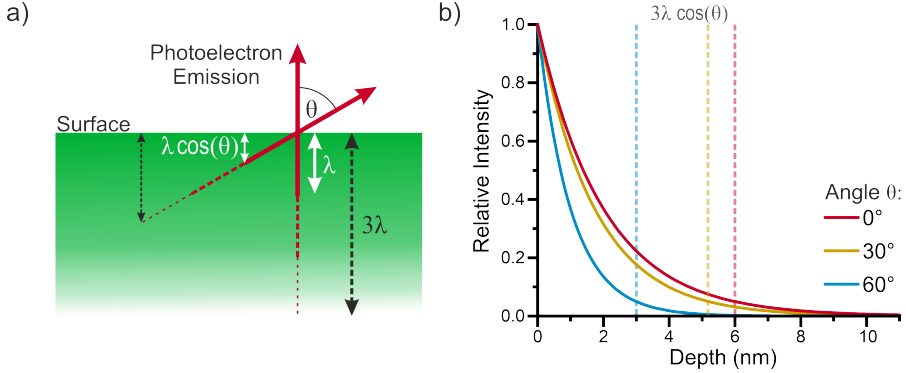 a)
Photoelectron
Emission
θ
Surface
λ cos(θ)
λ
3λ
b)
3λ cos(θ)
Relative Intensity
1.0
0.8
0.6
0.4
0.2
0.0
0 2 4 6 8 10
Depth (nm)
Angle θ:
0°
30°
60°